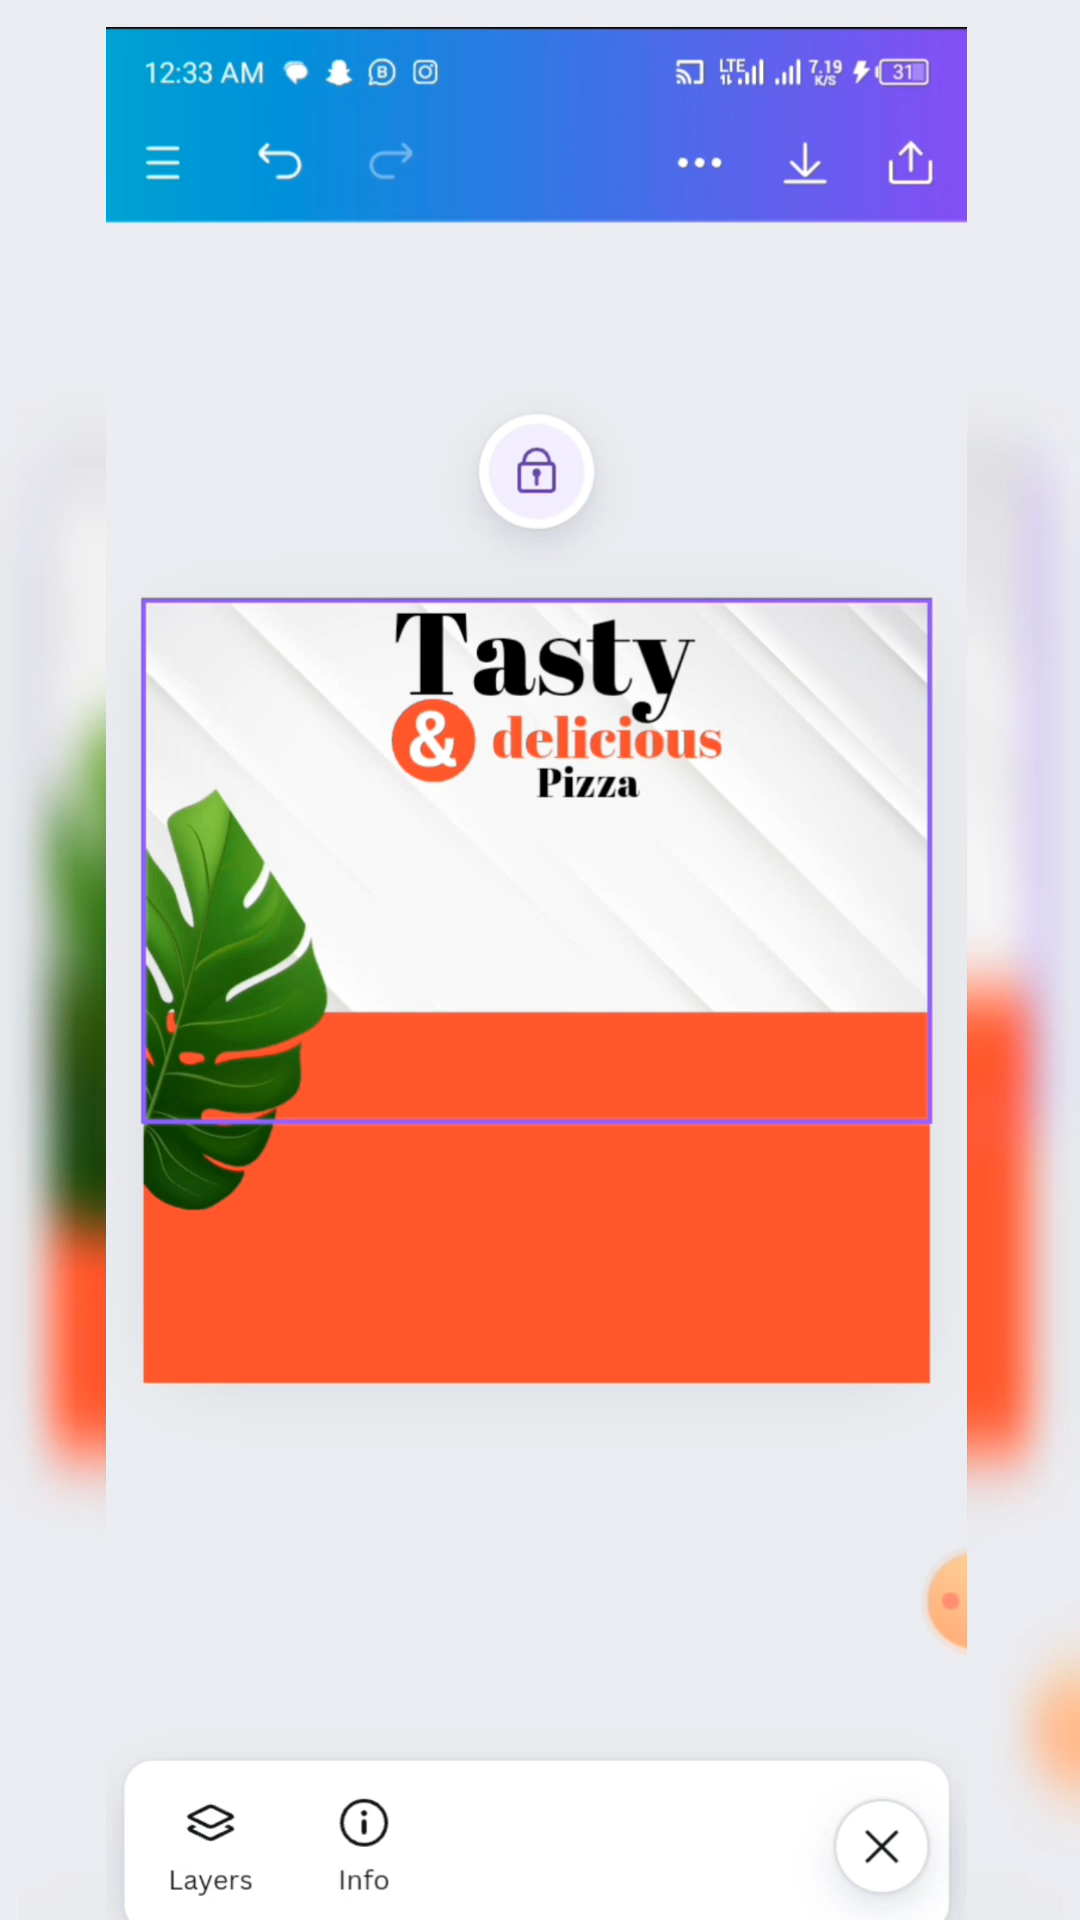 12:33 AM
LTE
7.19
K/S
31
Tasty
& delicious
Pizza
Layers
Info